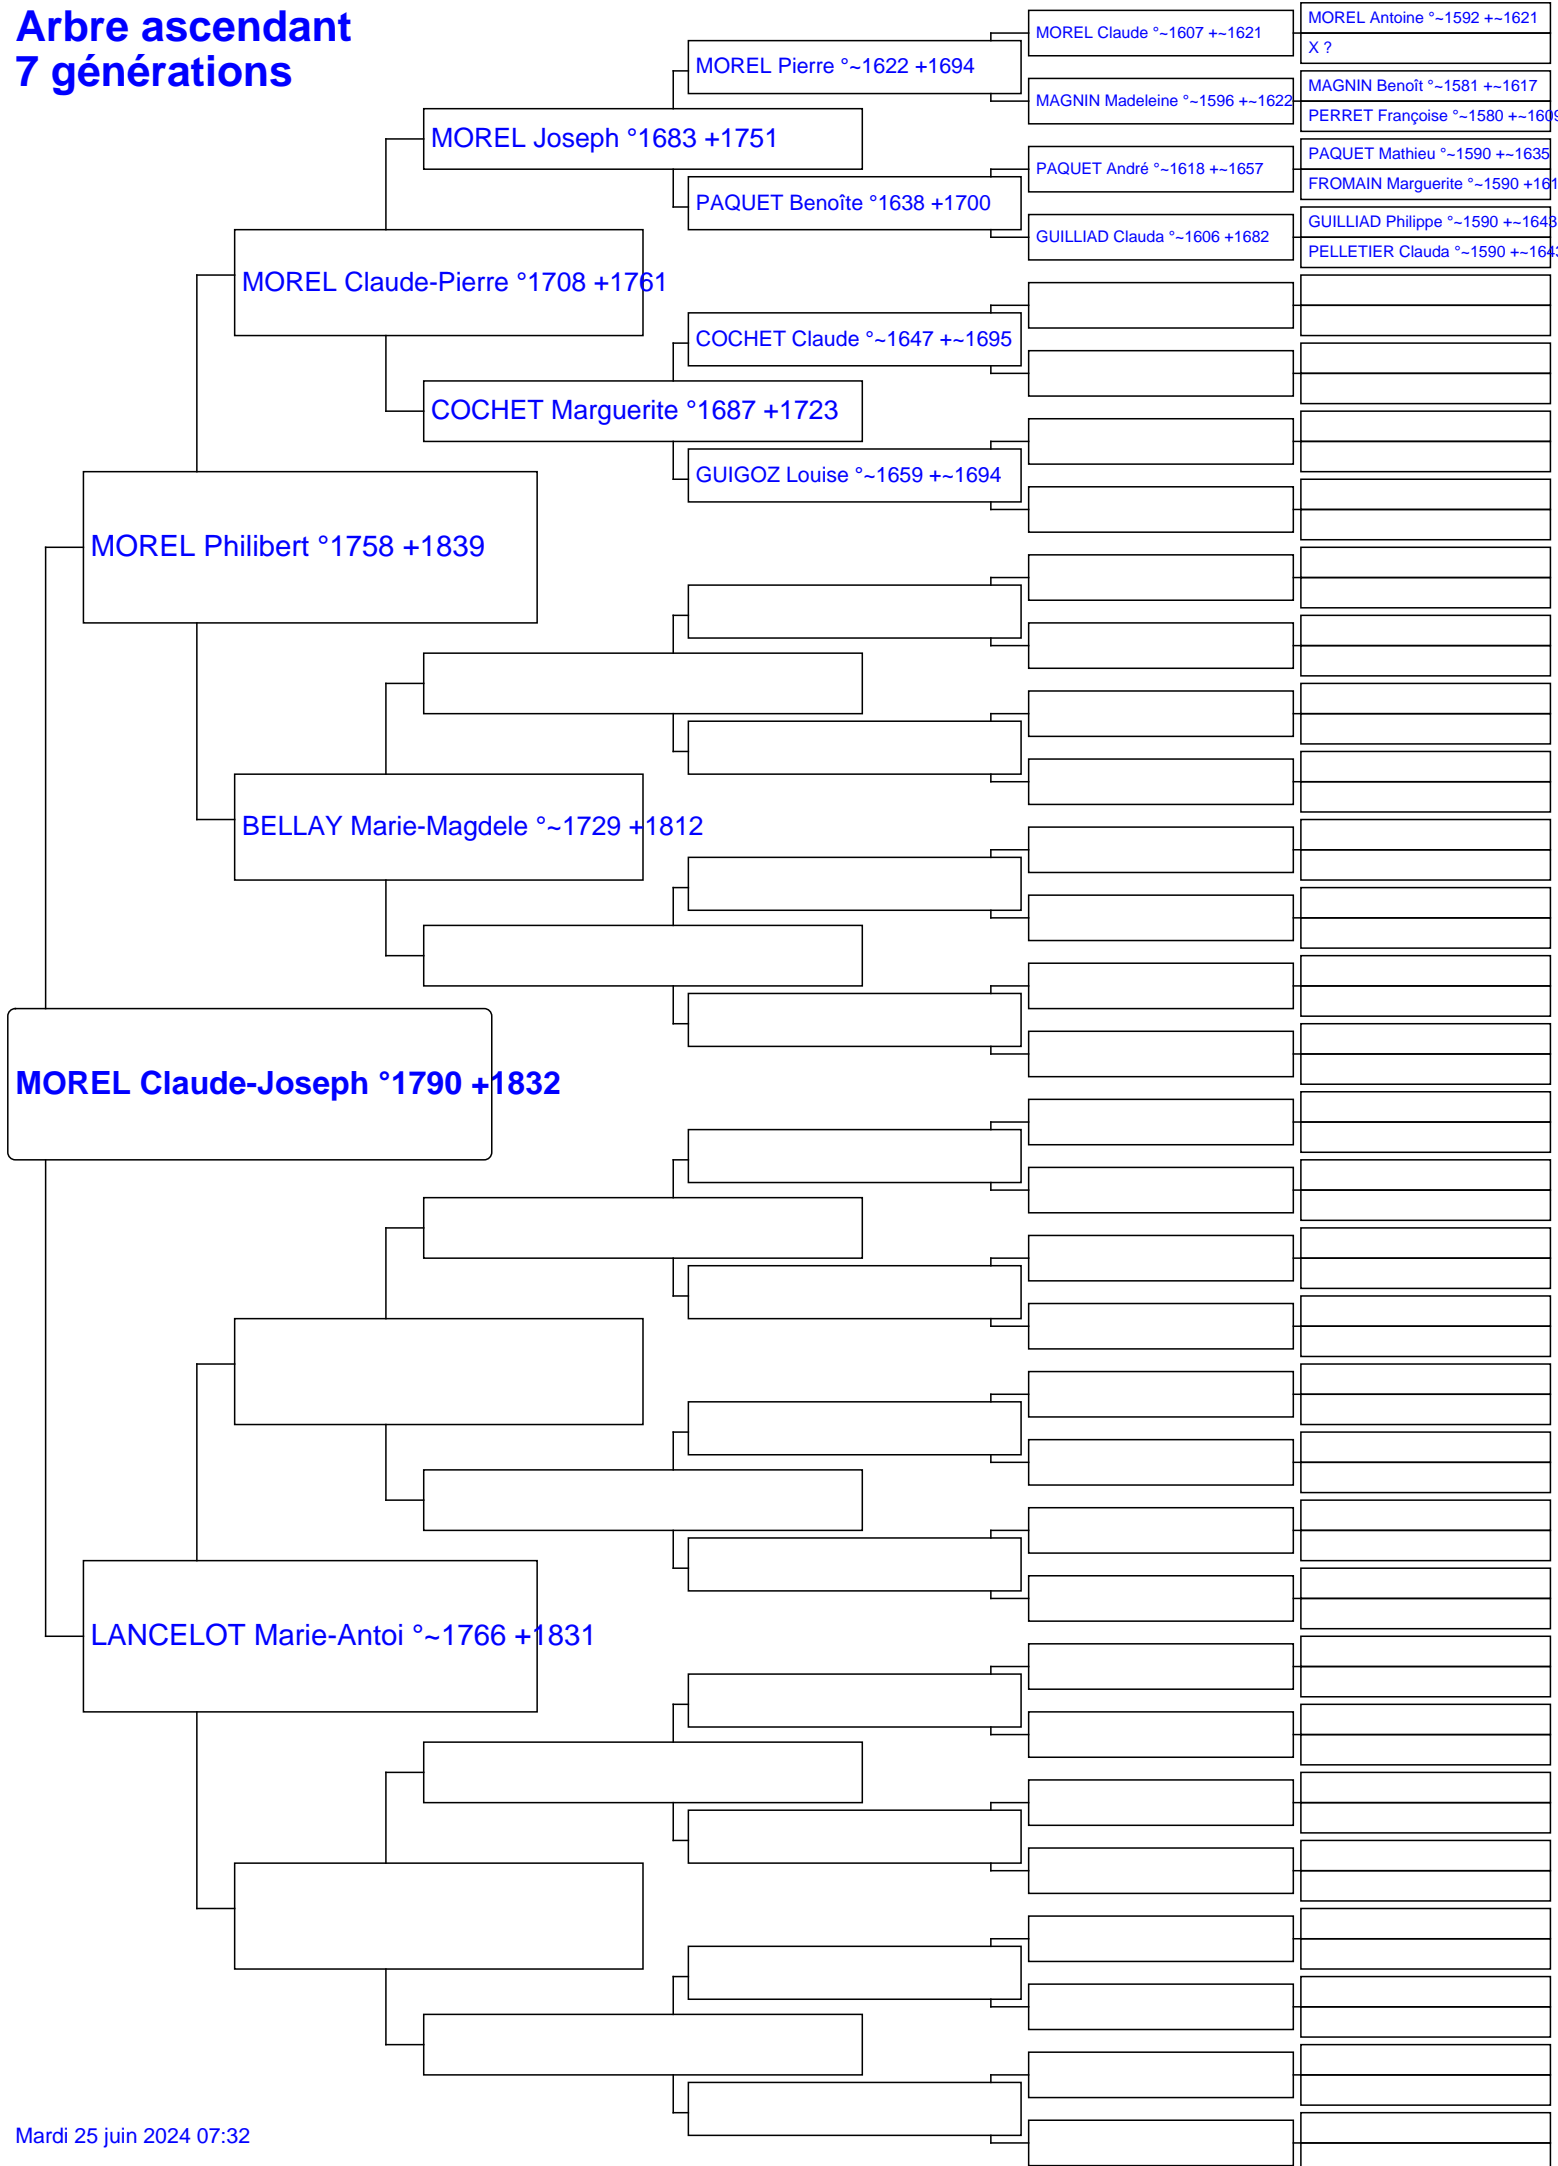 Arbre ascendant
7 générations
MOREL Claude-Joseph °1790 +1832
MOREL Philibert °1758 +1839
LANCELOT Marie-Antoi °~1766 +1831
MOREL Claude-Pierre °1708 +1761
BELLAY Marie-Magdele °~1729 +1812
MOREL Joseph °1683 +1751
COCHET Marguerite °1687 +1723
MOREL Pierre °~1622 +1694
PAQUET Benoîte °1638 +1700
COCHET Claude °~1647 +~1695
GUIGOZ Louise °~1659 +~1694
MOREL Claude °~1607 +~1621
MAGNIN Madeleine °~1596 +~1622
PAQUET André °~1618 +~1657
GUILLIAD Clauda °~1606 +1682
MOREL Antoine °~1592 +~1621
X ?
MAGNIN Benoît °~1581 +~1617
PERRET Françoise °~1580 +~1609
PAQUET Mathieu °~1590 +~1635
FROMAIN Marguerite °~1590 +161
GUILLIAD Philippe °~1590 +~1643
PELLETIER Clauda °~1590 +~1643
Mardi 25 juin 2024 07:32